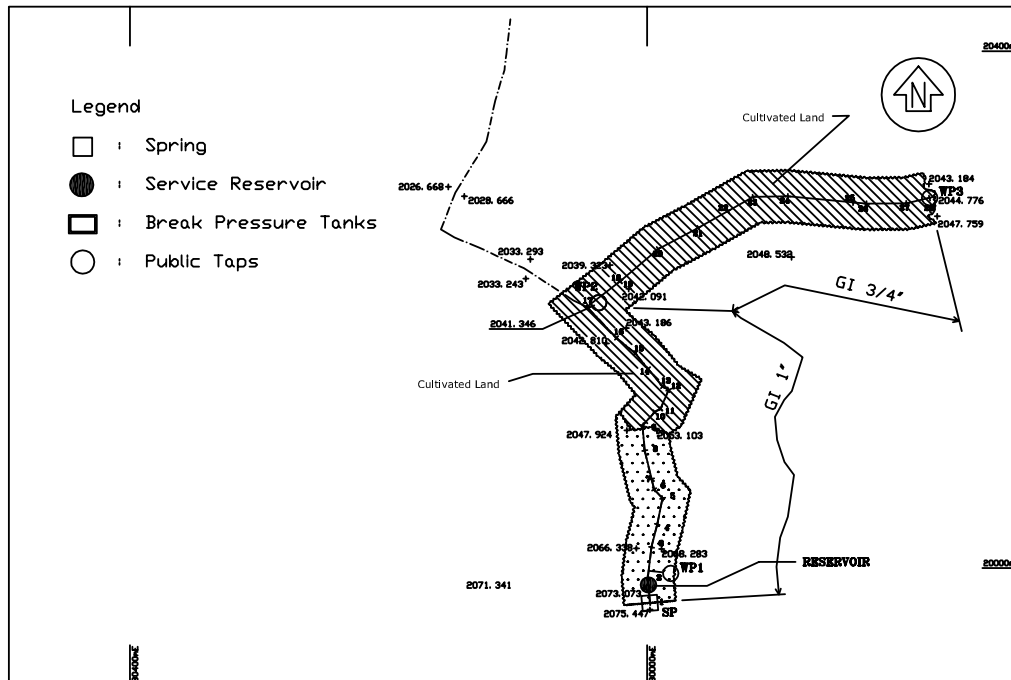 20400m
Legend
: Spring
: Service Reservoir
: Break Pressure Tanks
: Public Taps
Cultivated Land
N
2026.668
2028.666
2043.184
WP3
2044.776
2047.759
2033.293
2039.323
2048.532
2033.243
WP2
2042.091
GI 3/4"
2041.346
2043.186
2042.810
Cultivated Land
GI 1"
2047.924
2053.103
2066.338
2068.283
RESERVOIR
20000m
WP1
2071.341
2073.073
2075.447
SP